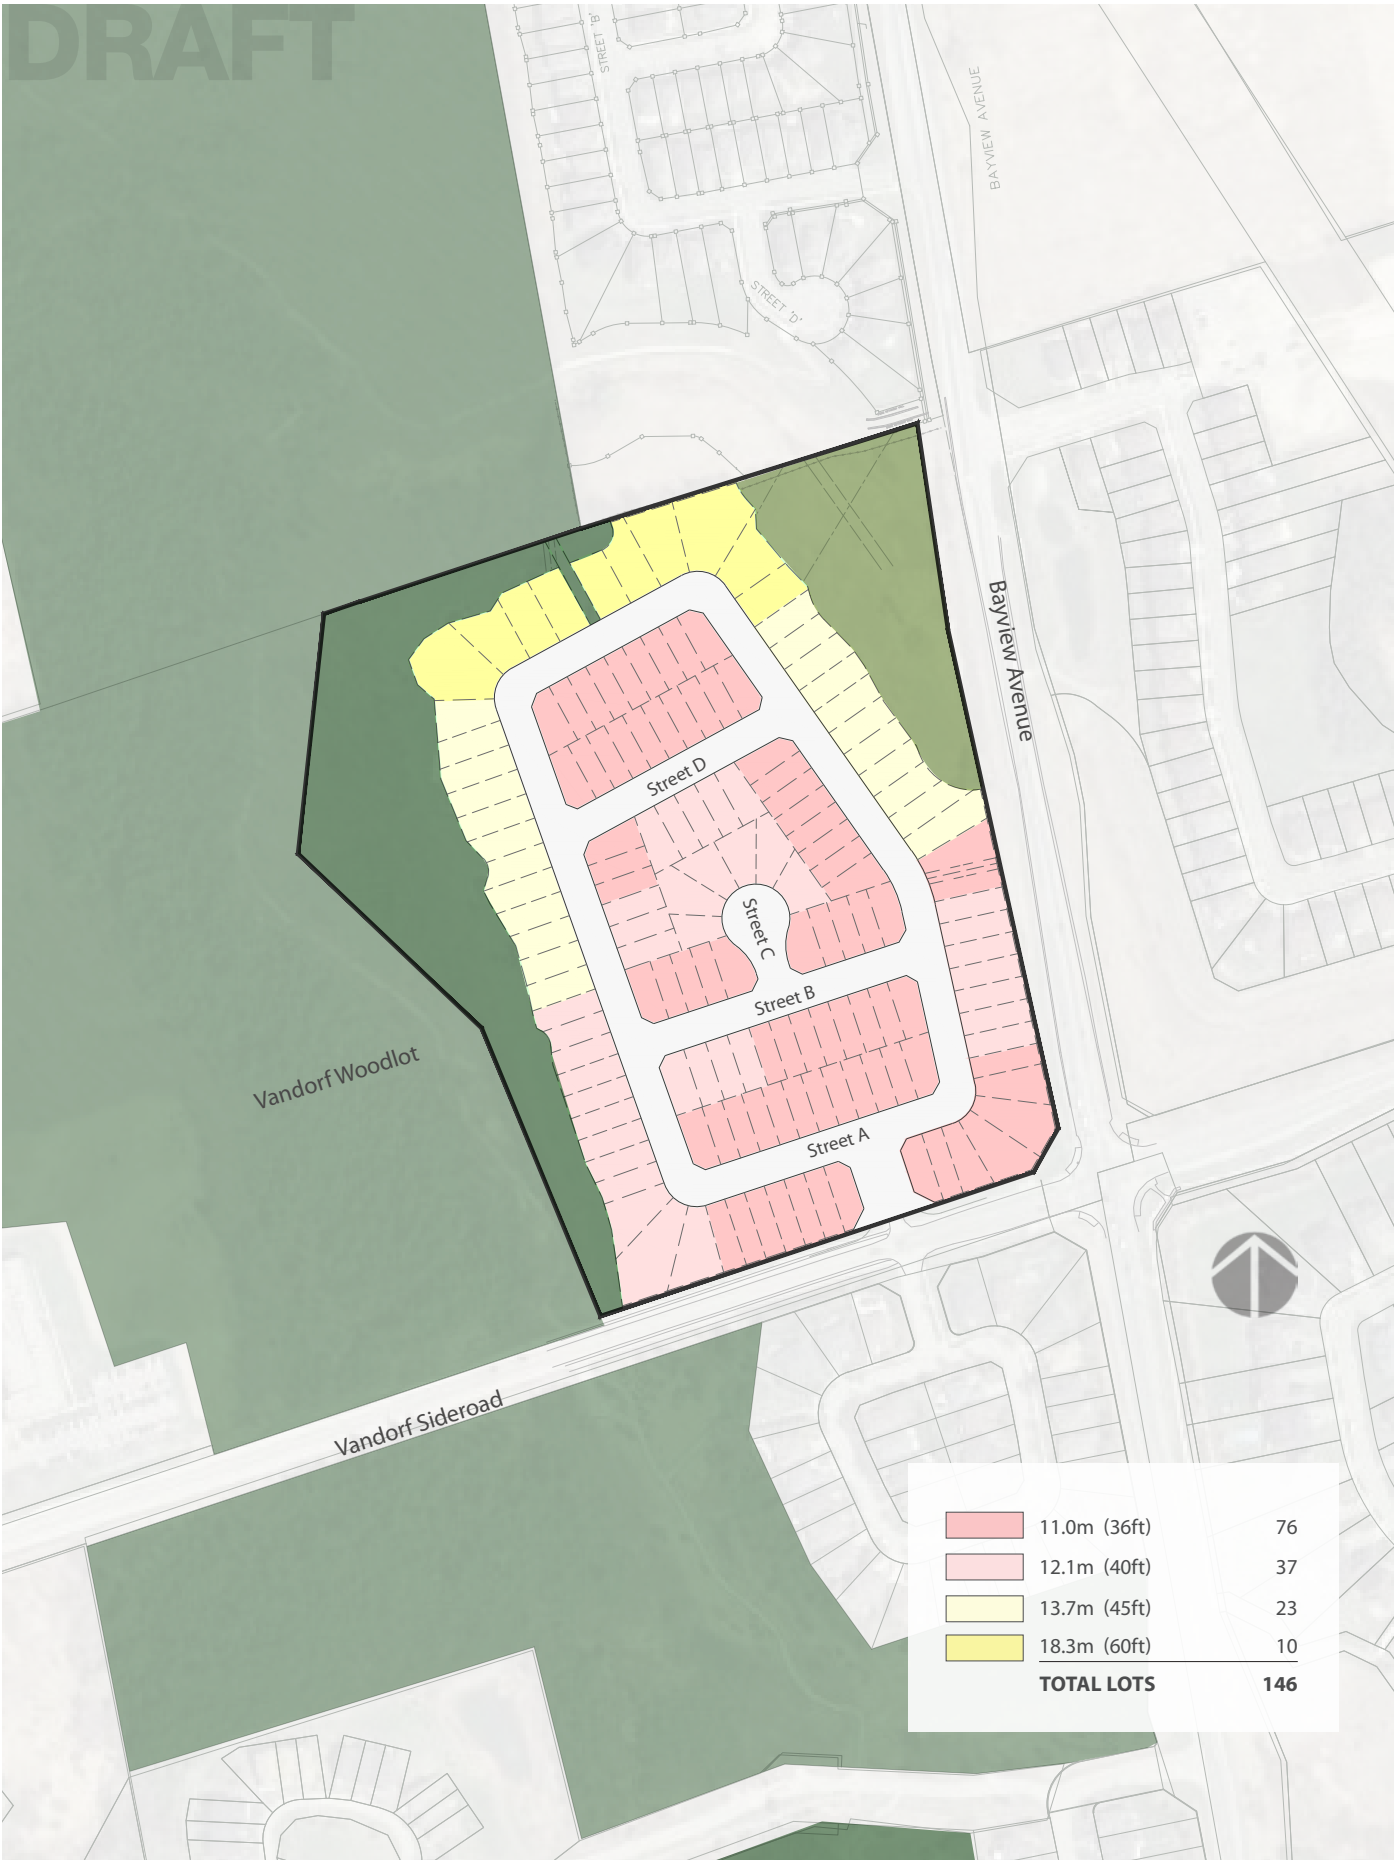 DRAFT
STREET 'B'
BAYVIEW AVENUE
STREET 'D'
Bayview Avenue
Street D
Street C
Street B
Vandorf Woodlot
Street A
Vandorf Sideroad
11.0m (36ft) 76
12.1m (40ft) 37
13.7m (45ft) 23
18.3m (60ft) 10
TOTAL LOTS 146